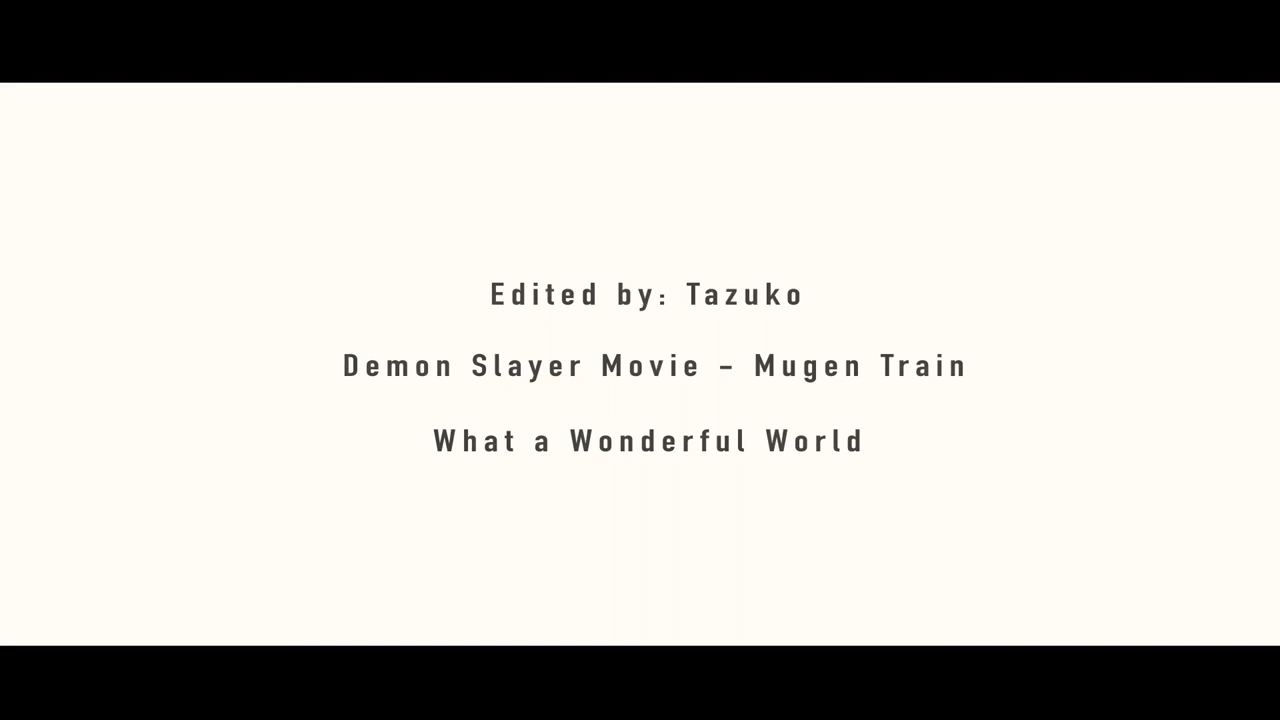 Edited by: Tazuko
Demon Slayer Movie – Mugen Train
What a Wonderful World